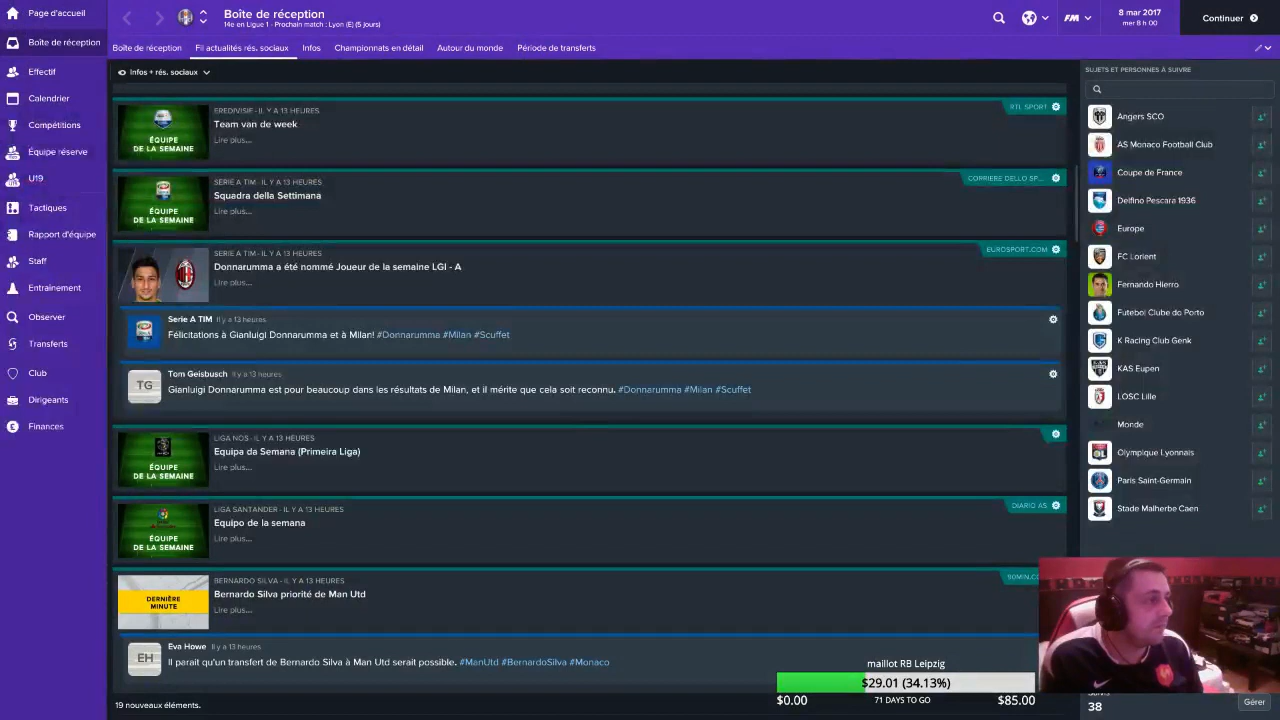 Page d'accueil
Boîte de réception
Effectif
Calendrier
Compétitions
Équipe réserve
U19
Tactiques
Rapport d'équipe
Staff
Entrainement
Observer
Transferts
Club
Dirigeants
Finances
Boîte de réception
14e en Ligue 1 - Prochain match : Lyon (E) (5 jours)
FM
8 mar 2017
mer 8 h 00
Continuer
Boîte de réception
Fil actualités rés. sociaux
Infos
Championnats en détail
Autour du monde
Période de transferts
Infos + rés. sociaux
ÉQUIPE
DE LA SEMAINE
EREDIVISIE - IL Y A 13 HEURES
RTL SPORT
Team van de week
Lire plus...
ÉQUIPE
DE LA SEMAINE
SERIE A TIM - IL Y A 13 HEURES
CORRIERE DELLO SP...
Squadra della Settimana
Lire plus...
SERIE A TIM - IL Y A 13 HEURES
EUROSPORT.COM
Donnarumma a été nommé Joueur de la semaine LGI - A
Lire plus...
Serie A TIM Il y a 13 heures
Félicitations à Gianluigi Donnarumma et à Milan! #Donnarumma #Milan #Scuffet
TG
Tom Geisbusch Il y a 13 heures
Gianluigi Donnarumma est pour beaucoup dans les résultats de Milan, et il mérite que cela soit reconnu. #Donnarumma #Milan #Scuffet
ÉQUIPE
DE LA SEMAINE
LIGA NOS - IL Y A 13 HEURES
Equipa da Semana (Primeira Liga)
Lire plus...
ÉQUIPE
DE LA SEMAINE
LIGA SANTANDER - IL Y A 13 HEURES
DIARIO AS
Equipo de la semana
Lire plus...
DERNIÈRE
MINUTE
BERNARDO SILVA - IL Y A 13 HEURES
Bernardo Silva priorité de Man Utd
Lire plus...
EH
Eva Howe Il y a 13 heures
Il parait qu'un transfert de Bernardo Silva à Man Utd serait possible. #ManUtd #BernardoSilva #Monaco
19 nouveaux éléments.
maillot RB Leipzig
$29.01 (34.13%)
$0.00
71 DAYS TO GO
$85.00
SUJETS ET PERSONNES À SUIVRE
Angers SCO
AS Monaco Football Club
Coupe de France
Delfino Pescara 1936
Europe
FC Lorient
Fernando Hierro
Futebol Clube do Porto
K Racing Club Genk
KAS Eupen
LOSC Lille
Monde
Olympique Lyonnais
Paris Saint-Germain
Stade Malherbe Caen
38
Gérer